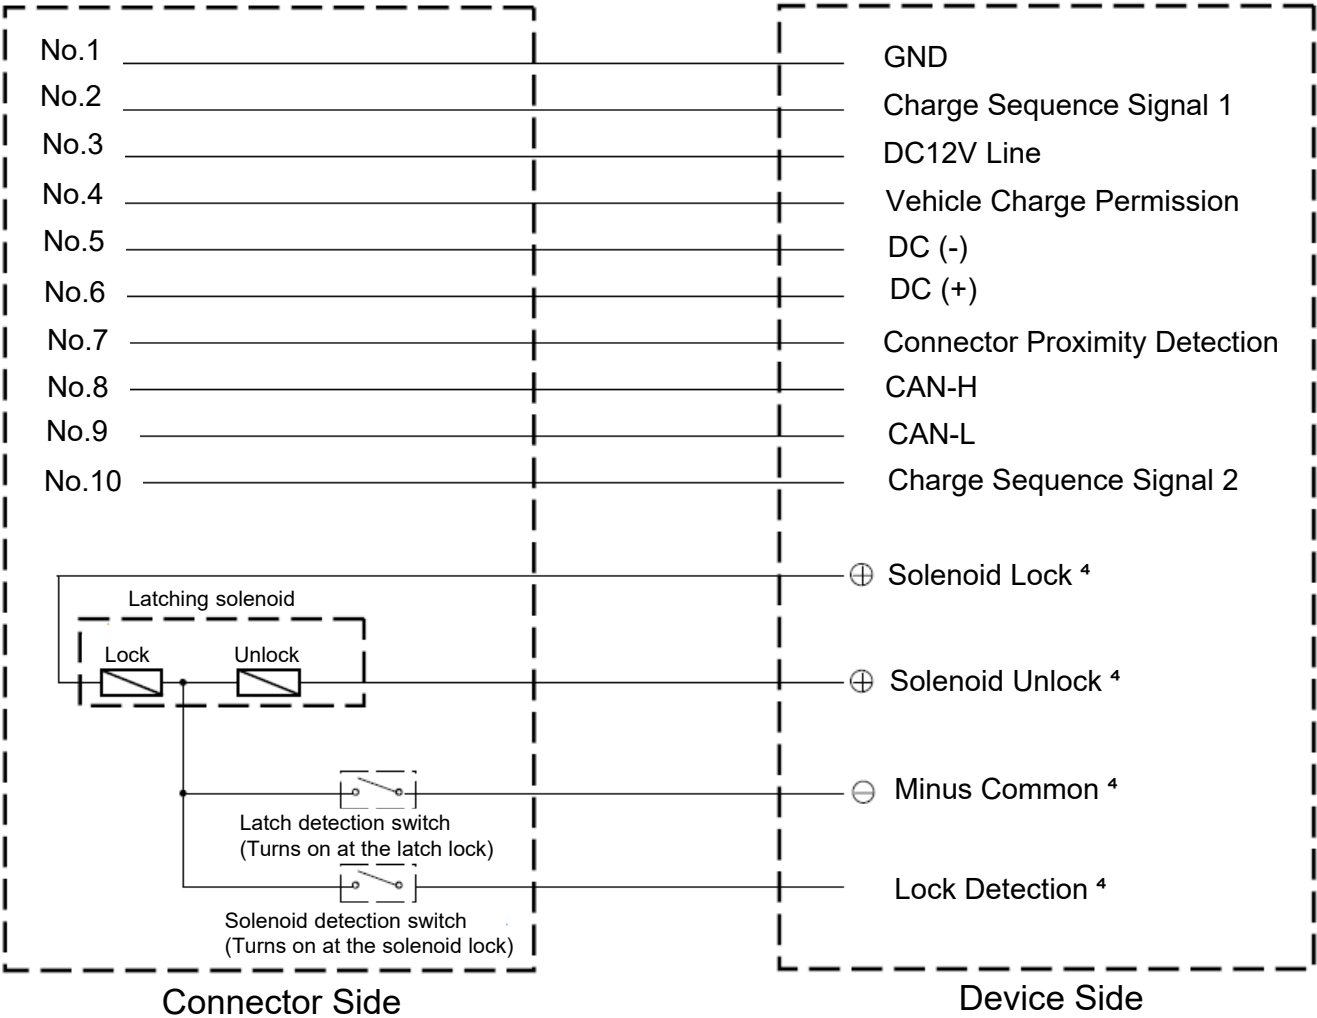 No.1 GND
No.2 Charge Sequence Signal 1
No.3 DC12V Line
No.4 Vehicle Charge Permission
No.5 DC (-)
No.6 DC (+)
No.7 Connector Proximity Detection
No.8 CAN-H
No.9 CAN-L
No.10 Charge Sequence Signal 2
Solenoid Lock ⁴
Latching solenoid
Lock Unlock
Solenoid Unlock ⁴
Minus Common ⁴
Latch detection switch
(Turns on at the latch lock)
Lock Detection ⁴
Solenoid detection switch
(Turns on at the solenoid lock)
Connector Side
Device Side